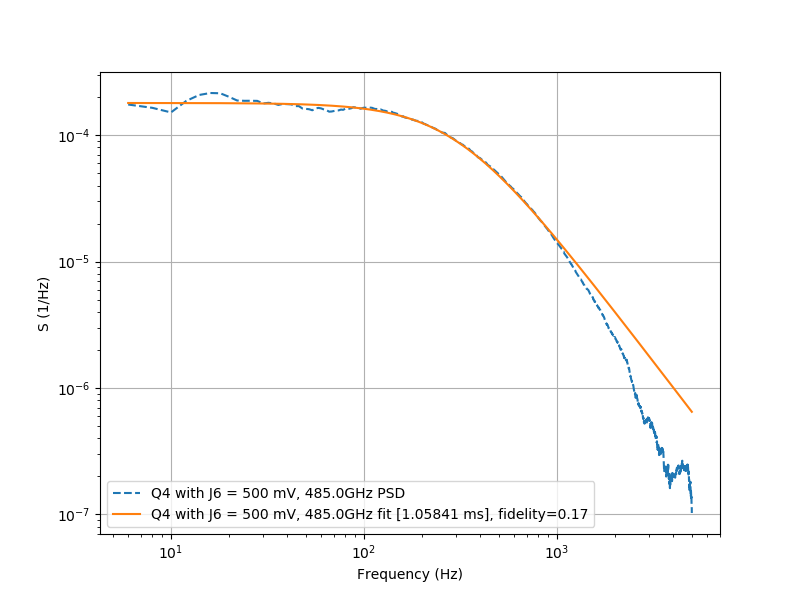 10⁻⁴
10⁻⁵
10⁻⁶
10⁻⁷
S (1/Hz)
Q4 with J6 = 500 mV, 485.0GHz PSD
Q4 with J6 = 500 mV, 485.0GHz fit [1.05841 ms], fidelity=0.17
10¹ 10² 10³
Frequency (Hz)